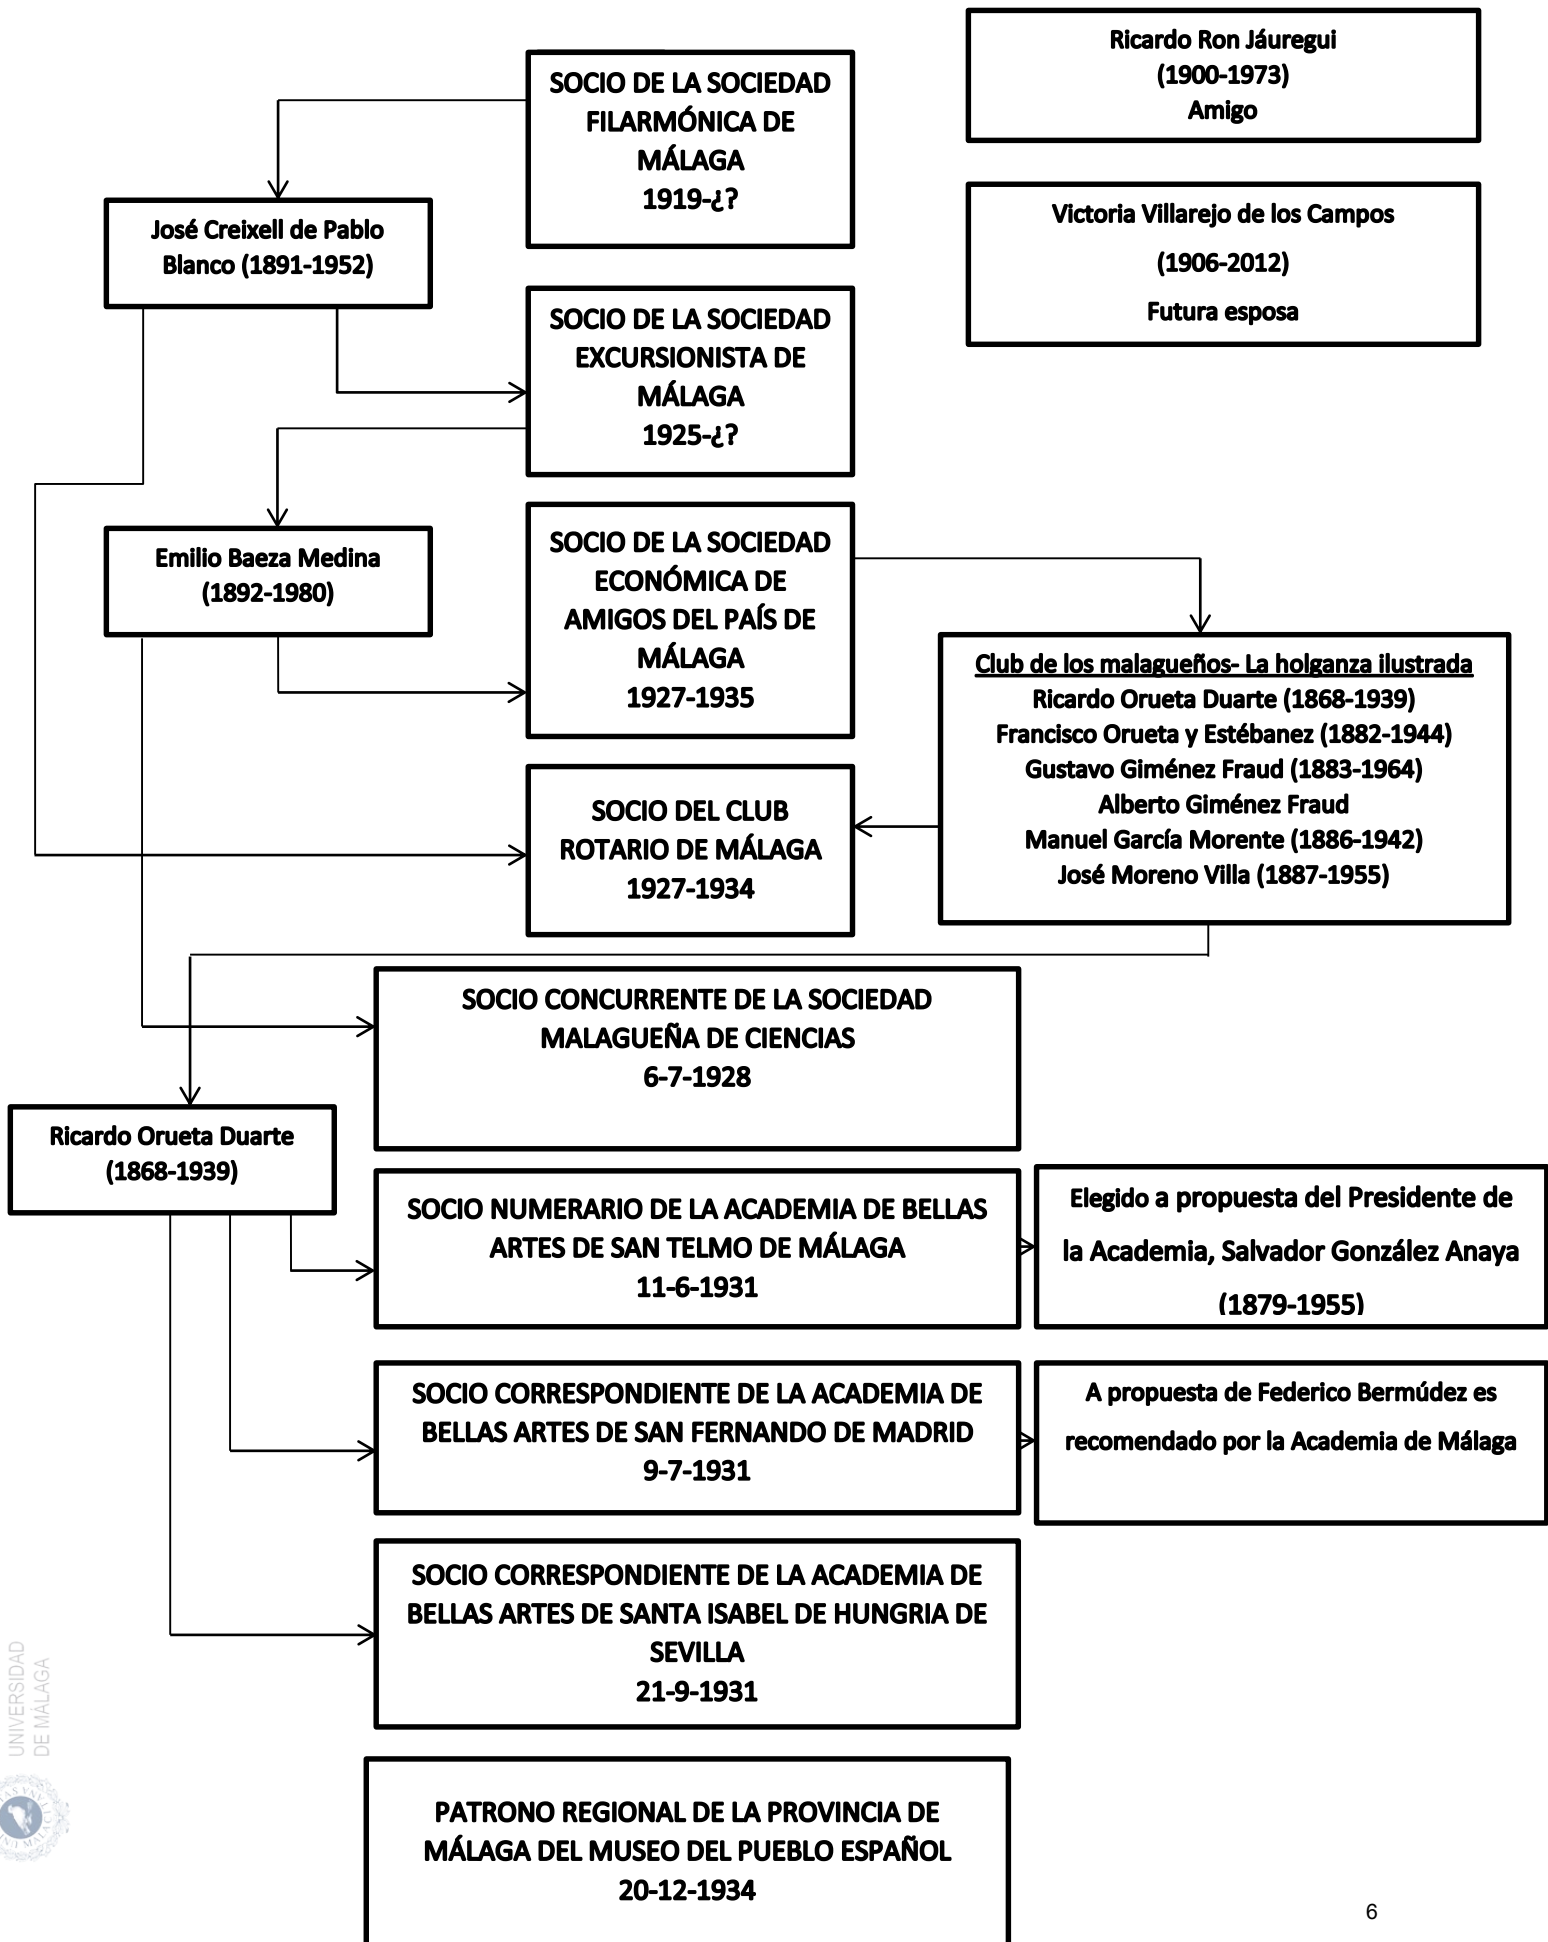 Ricardo Ron Jáuregui
(1900-1973)
Amigo
SOCIO DE LA SOCIEDAD
FILARMÓNICA DE
MÁLAGA
1919-¿?
Victoria Villarejo de los Campos
(1906-2012)
Futura esposa
José Creixell de Pablo
Blanco (1891-1952)
SOCIO DE LA SOCIEDAD
EXCURSIONISTA DE
MÁLAGA
1925-¿?
Emilio Baeza Medina
(1892-1980)
SOCIO DE LA SOCIEDAD
ECONÓMICA DE
AMIGOS DEL PAÍS DE
MÁLAGA
1927-1935
Club de los malagueños- La holganza ilustrada
Ricardo Orueta Duarte (1868-1939)
Francisco Orueta y Estébanez (1882-1944)
Gustavo Giménez Fraud (1883-1964)
Alberto Giménez Fraud
Manuel García Morente (1886-1942)
José Moreno Villa (1887-1955)
SOCIO DEL CLUB
ROTARIO DE MÁLAGA
1927-1934
SOCIO CONCURRENTE DE LA SOCIEDAD
MALAGUEÑA DE CIENCIAS
6-7-1928
Ricardo Orueta Duarte
(1868-1939)
SOCIO NUMERARIO DE LA ACADEMIA DE BELLAS
ARTES DE SAN TELMO DE MÁLAGA
11-6-1931
Elegido a propuesta del Presidente de
la Academia, Salvador González Anaya
(1879-1955)
SOCIO CORRESPONDIENTE DE LA ACADEMIA DE
BELLAS ARTES DE SAN FERNANDO DE MADRID
9-7-1931
A propuesta de Federico Bermúdez es
recomendado por la Academia de Málaga
SOCIO CORRESPONDIENTE DE LA ACADEMIA DE
BELLAS ARTES DE SANTA ISABEL DE HUNGRIA DE
SEVILLA
21-9-1931
PATRONO REGIONAL DE LA PROVINCIA DE
MÁLAGA DEL MUSEO DEL PUEBLO ESPAÑOL
20-12-1934
UNIVERSIDAD
DE MÁLAGA
6